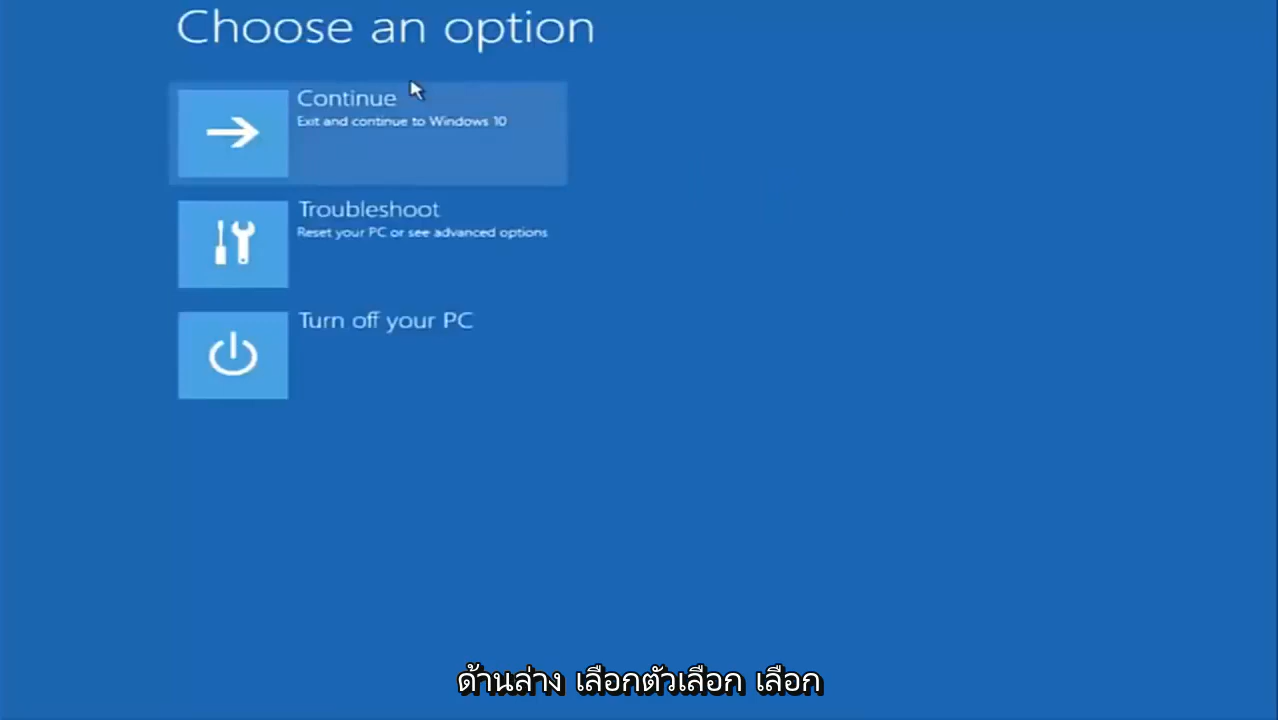 Choose an option
Continue
Exit and continue to Windows 10
Troubleshoot
Reset your PC or see advanced options
Turn off your PC
ด้านล่าง เลือกตัวเลือก เลือก